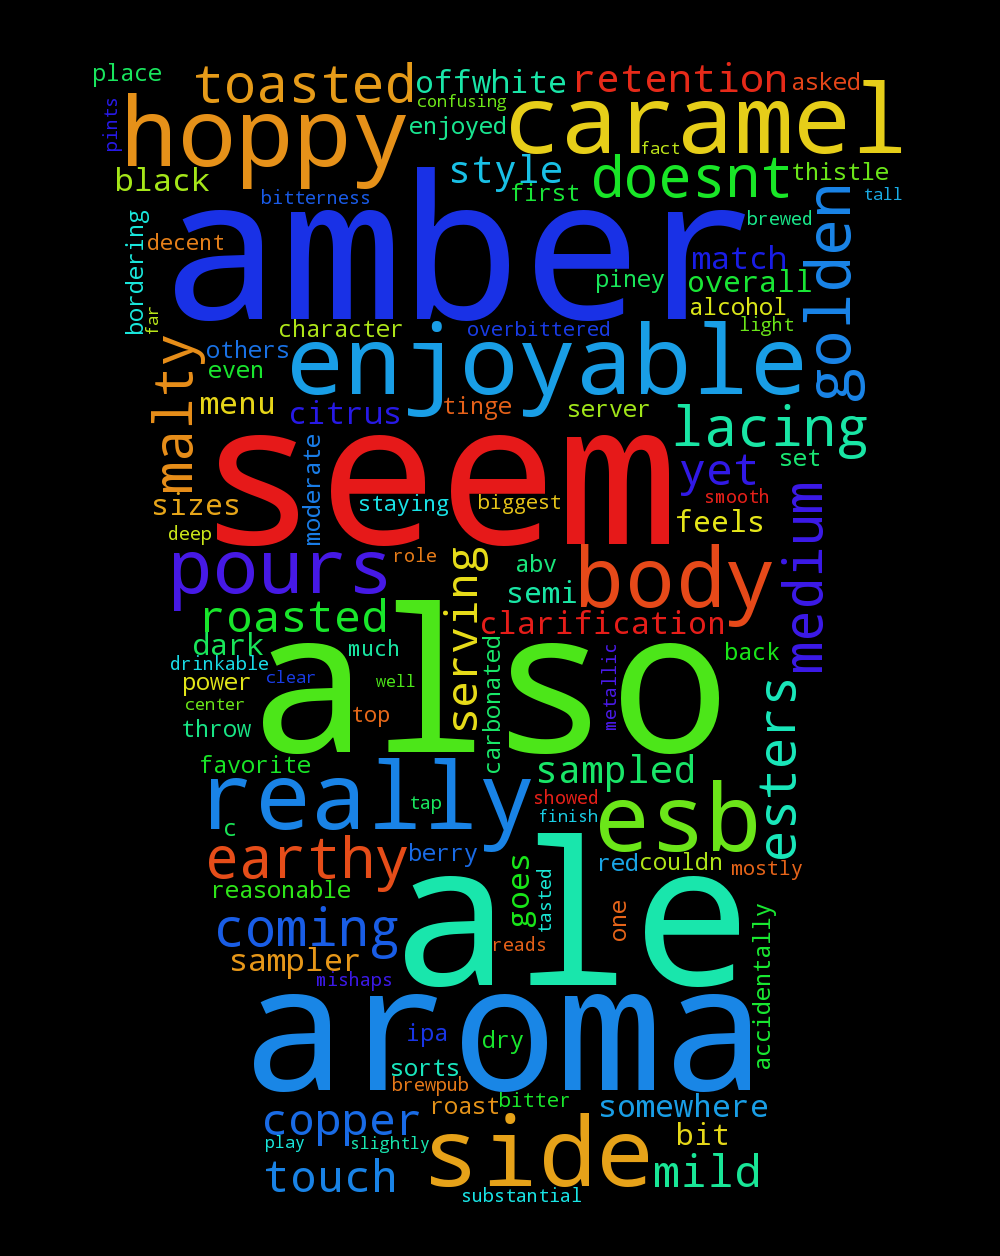 place
toasted
offwhite
retention
asked
pints
hoppy
confusing
enjoyed
caramel
fact
black
style
first
doesnt
thistle
tall
bitterness
amber
golden
brewed
bordering
decent
far
piney
match
overall
alcohol
light
character
overbittered
others
even
malty
enjoyable
menu
citrus
tinge
server
lacing
seem
yet
set
smooth
sizes
moderate
staying
biggest
feels
medium
deep
pours
role
serving
abv
semi
body
roasted
clarification
dark
much
also
carbonated
metallic
back
drinkable
power
clear
well
center
throw
top
esters
favorite
really
sampled
tap
showed
finish
esb
c
earthy
berry
red
couldn
mostly
reasonable
goes
tasted
ale
one
accidentally
coming
reads
sampler
mishaps
aroma
ipa
dry
sorts
brewpub
roast
bitter
somewhere
copper
play
slightly
side
bit
touch
mild
substantial